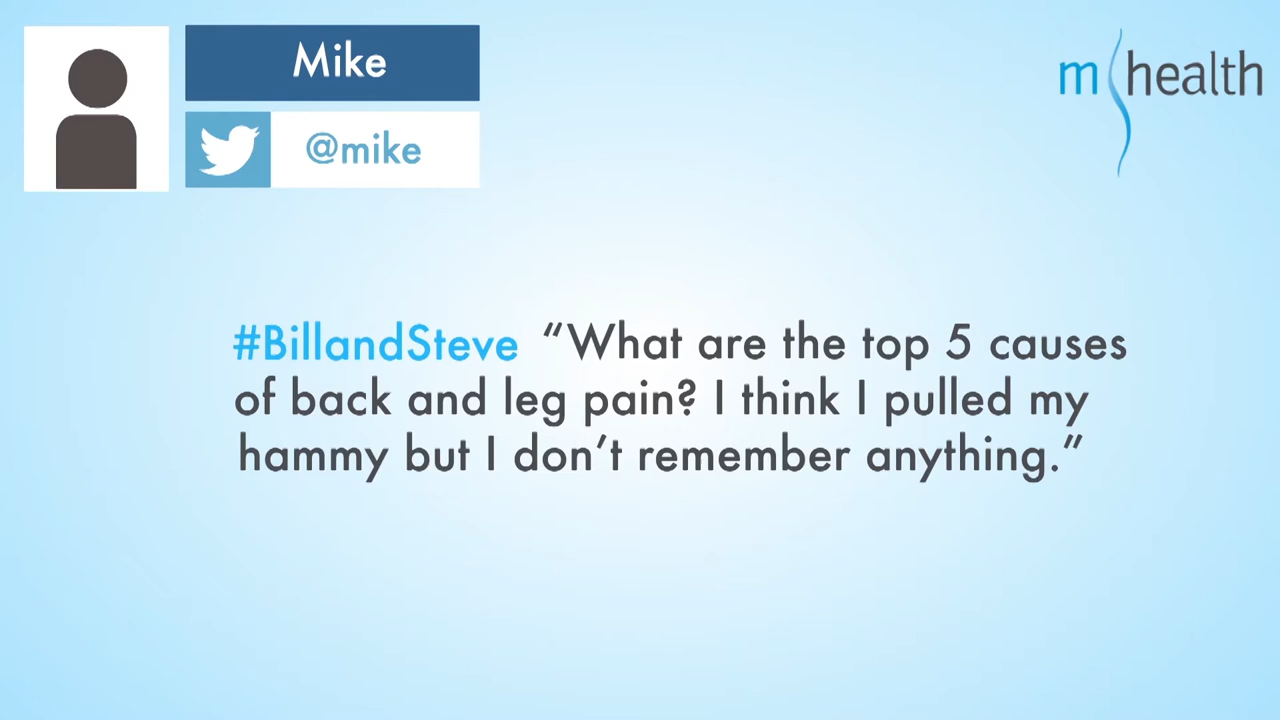 Mike
@mike
m health
#BillandSteve “What are the top 5 causes
of back and leg pain? I think I pulled my
hammy but I don’t remember anything.”